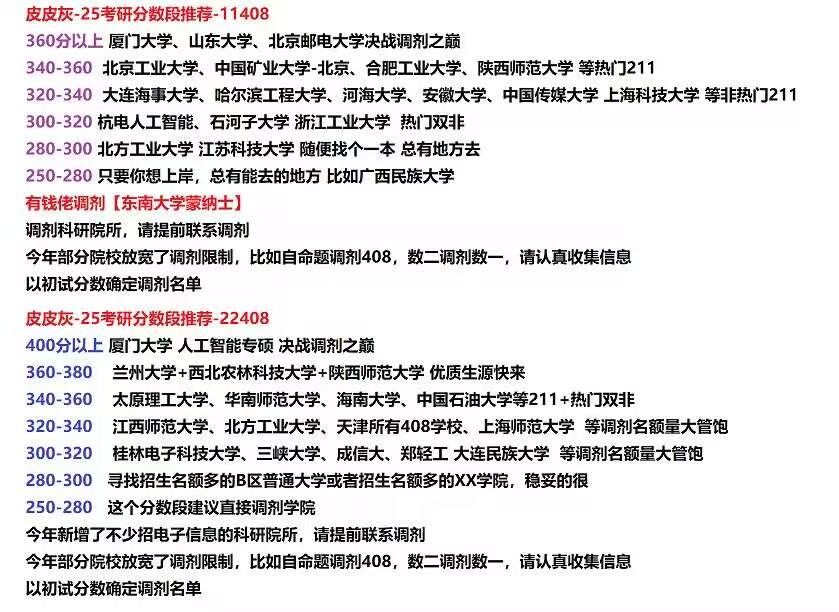 皮皮灰-25考研分数段推荐-11408
360分以上 厦门大学、山东大学、北京邮电大学决战调剂之巅
340-360 北京工业大学、中国矿业大学-北京、合肥工业大学、陕西师范大学 等热门211
320-340 大连海事大学、哈尔滨工程大学、河海大学、安徽大学、中国传媒大学 上海科技大学 等非热门211
300-320 杭电人工智能、石河子大学 浙江工业大学 热门双非
280-300 北方工业大学 江苏科技大学 随便找个一本 总有地方去
250-280 只要你想上岸，总有能去的地方 比如广西民族大学
有钱佬调剂【东南大学蒙纳士】
调剂科研院所，请提前联系调剂
今年部分院校放宽了调剂限制，比如自命题调剂408，数二调剂数一，请认真收集信息
以初试分数确定调剂名单
皮皮灰-25考研分数段推荐-22408
400分以上 厦门大学 人工智能专硕 决战调剂之巅
360-380 兰州大学+西北农林科技大学+陕西师范大学 优质生源快来
340-360 太原理工大学、华南师范大学、海南大学、中国石油大学等211+热门双非
320-340 江西师范大学、北方工业大学、天津所有408学校、上海师范大学 等调剂名额量大管饱
300-320 桂林电子科技大学、三峡大学、成信大、郑轻工 大连民族大学 等调剂名额量大管饱
280-300 寻找招生名额多的B区普通大学或者招生名额多的XX学院，稳妥的很
250-280 这个分数段建议直接调剂学院
今年新增了不少招电子信息的科研院所，请提前联系调剂
今年部分院校放宽了调剂限制，比如自命题调剂408，数二调剂数一，请认真收集信息
以初试分数确定调剂名单